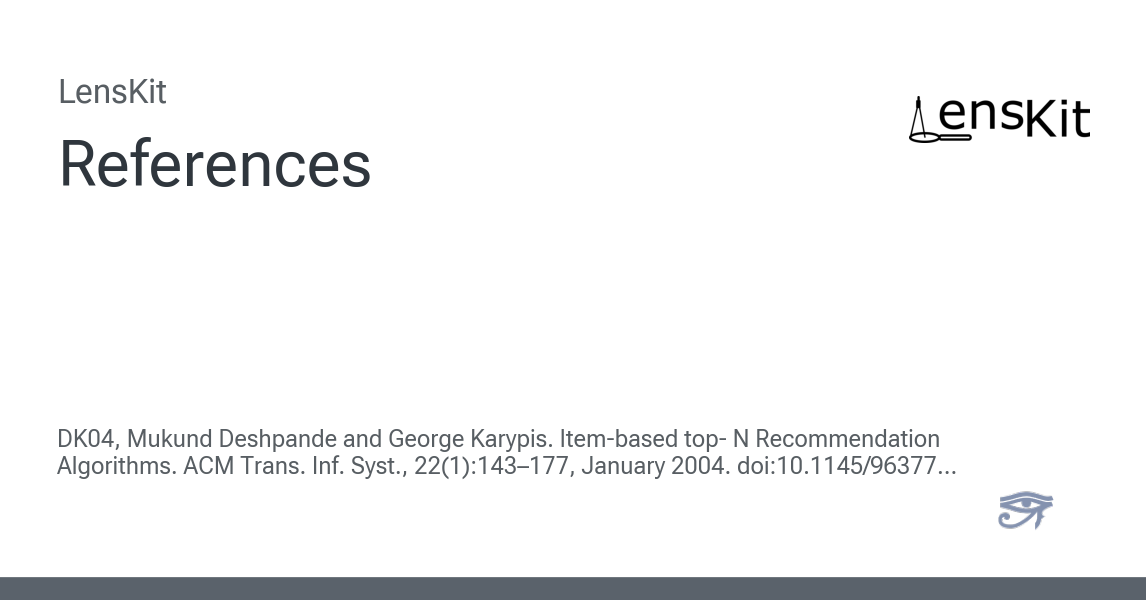 LensKit
LensKit
References
DK04, Mukund Deshpande and George Karypis. Item-based top- N Recommendation
Algorithms. ACM Trans. Inf. Syst., 22(1):143–177, January 2004. doi:10.1145/96377...